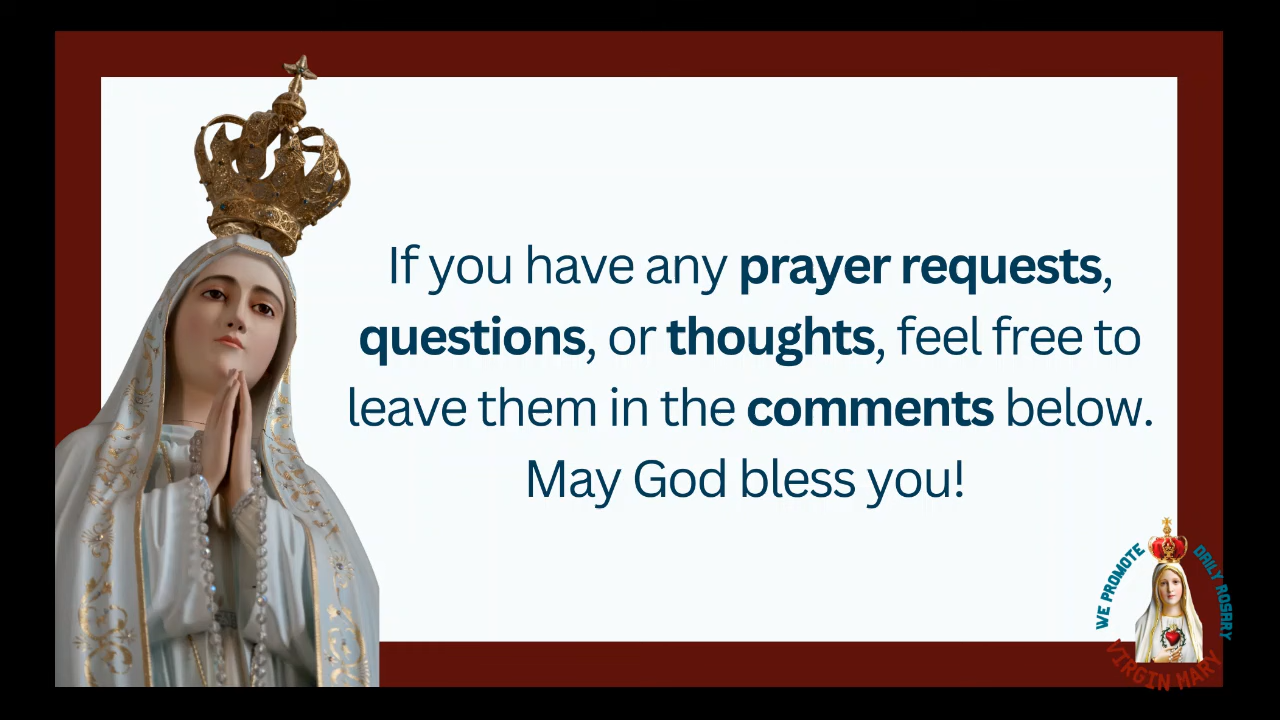 If you have any prayer requests,
questions, or thoughts, feel free to
leave them in the comments below.
May God bless you!
WE PROMOTE
DAILY ROSARY
VIRGIN MARY